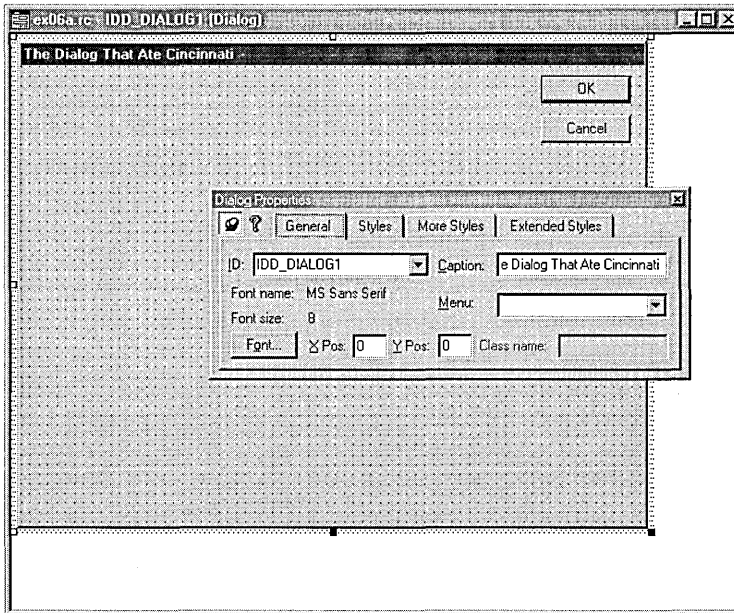 ex06a.rc - IDD_DIALOG1 (Dialog)
The Dialog That Ate Cincinnati
OK
Cancel
Dialog Properties
General
Styles
More Styles
Extended Styles
ID: IDD_DIALOG1
Caption: e Dialog That Ate Cincinnati
Font name: MS Sans Serif
Menu:
Font size: 8
Font...
X Pos: 0
Y Pos: 0
Class name: